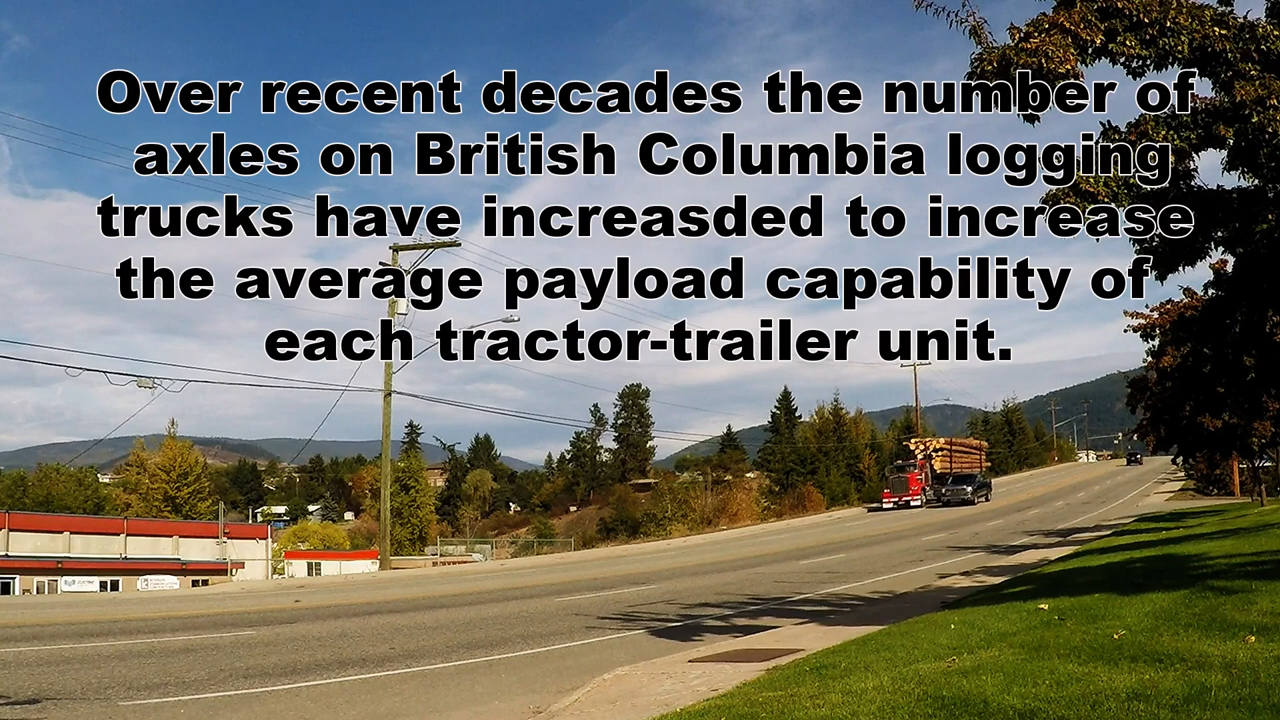 Over recent decades the number of
axles on British Columbia logging
trucks have increasded to increase
the average payload capability of
each tractor-trailer unit.